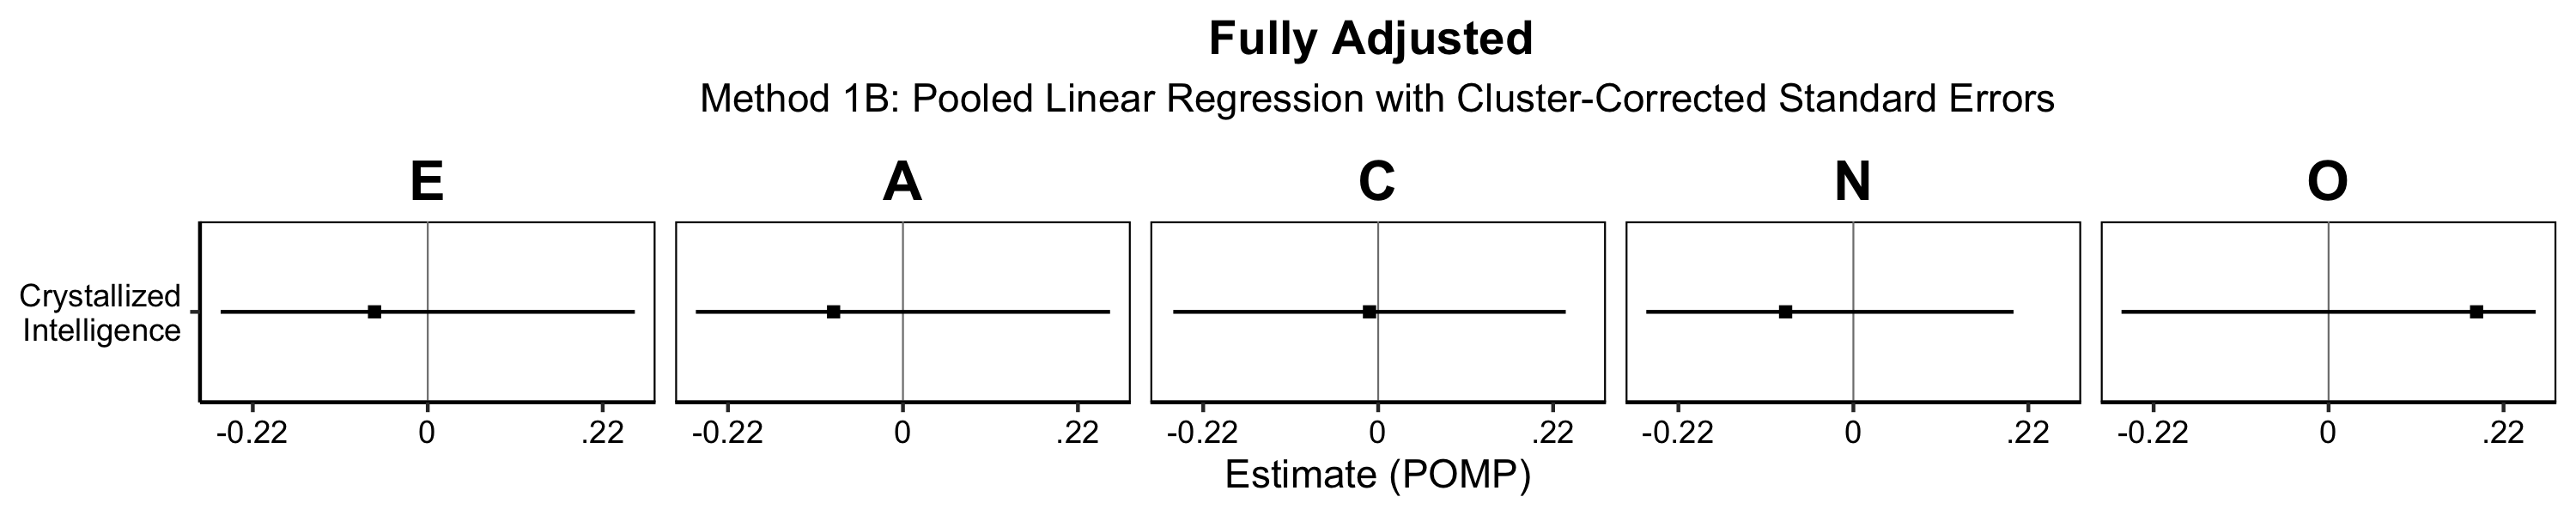 Fully Adjusted
Method 1B: Pooled Linear Regression with Cluster-Corrected Standard Errors
E A C N O
Crystallized
Intelligence
-0.22 0 .22 -0.22 0 .22 -0.22 0 .22 -0.22 0 .22 -0.22 0 .22
Estimate (POMP)